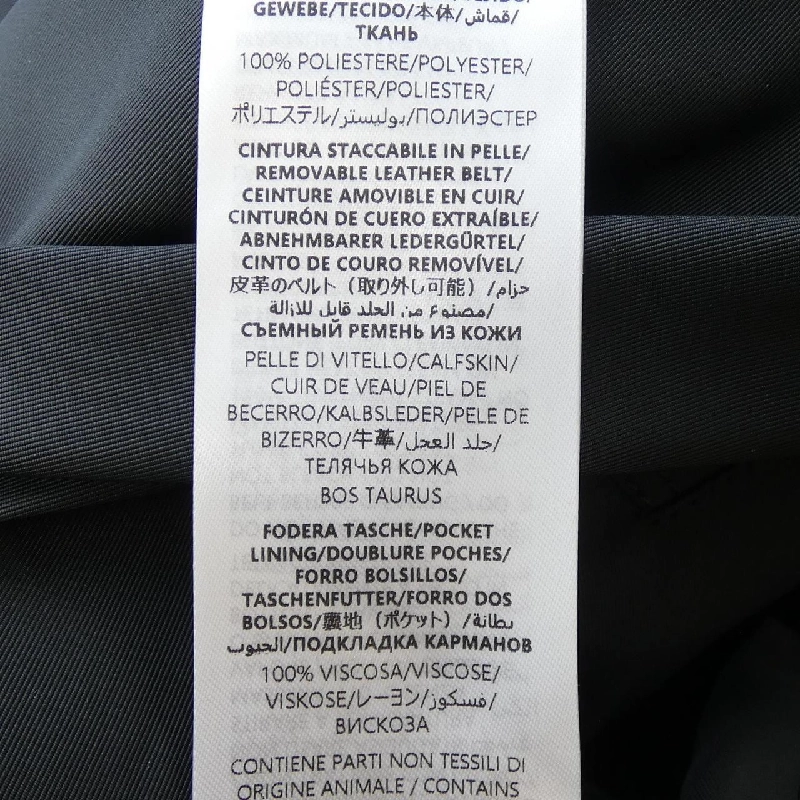 GEWEBE/TECIDO/本体/قماش/
ТКАНЬ
100% POLIESTERE/POLYESTER/
POLIÉSTER/POLIESTER/
ポリエステル/بوليستر/ПОЛИЭСТЕР
CINTURA STACCABILE IN PELLE/
REMOVABLE LEATHER BELT/
CEINTURE AMOVIBLE EN CUIR/
CINTURÓN DE CUERO EXTRAÍBLE/
ABNEHMBARER LEDERGÜRTEL/
CINTO DE COURO REMOVÍVEL/
皮革のベルト（取り外し可能）/حزام
مصنوع من الجلد قابل للإزالة/
СЪЕМНЫЙ РЕМЕНЬ ИЗ КОЖИ
PELLE DI VITELLO/CALFSKIN/
CUIR DE VEAU/PIEL DE
BECERRO/KALBSLEDER/PELE DE
BIZERRO/牛革/جلد العجل/
ТЕЛЯЧЬЯ КОЖА
BOS TAURUS
FODERA TASCHE/POCKET
LINING/DOUBLURE POCHES/
FORRO BOLSILLOS/
TASCHENFUTTER/FORRO DOS
BOLSOS/裏地（ポケット）/بطانة
الجيوب/ПОДКЛАДКА КАРМАНОВ
100% VISCOSA/VISCOSE/
VISKOSE/レーヨン/فسكوز/
ВИСКОЗА
CONTIENE PARTI NON TESSILI DI
ORIGINE ANIMALE / CONTAINS